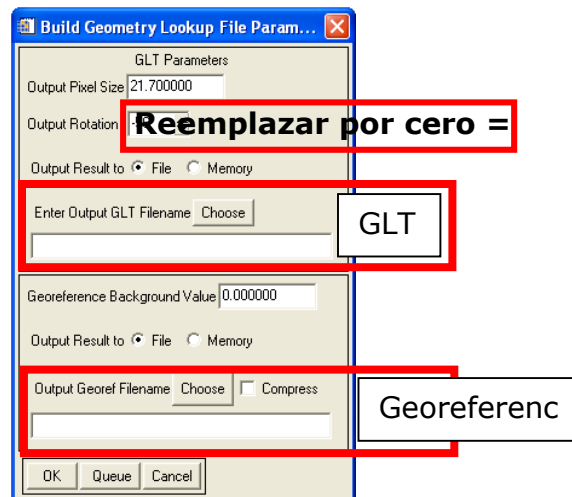 Build Geometry Lookup File Param...
GLT Parameters
Output Pixel Size 21.700000
Output Rotation
Reemplazar por cero =
Output Result to File Memory
Enter Output GLT Filename Choose
GLT
Georeference Background Value 0.000000
Output Result to File Memory
Output Georef Filename Choose Compress
Georeferenc
OK Queue Cancel